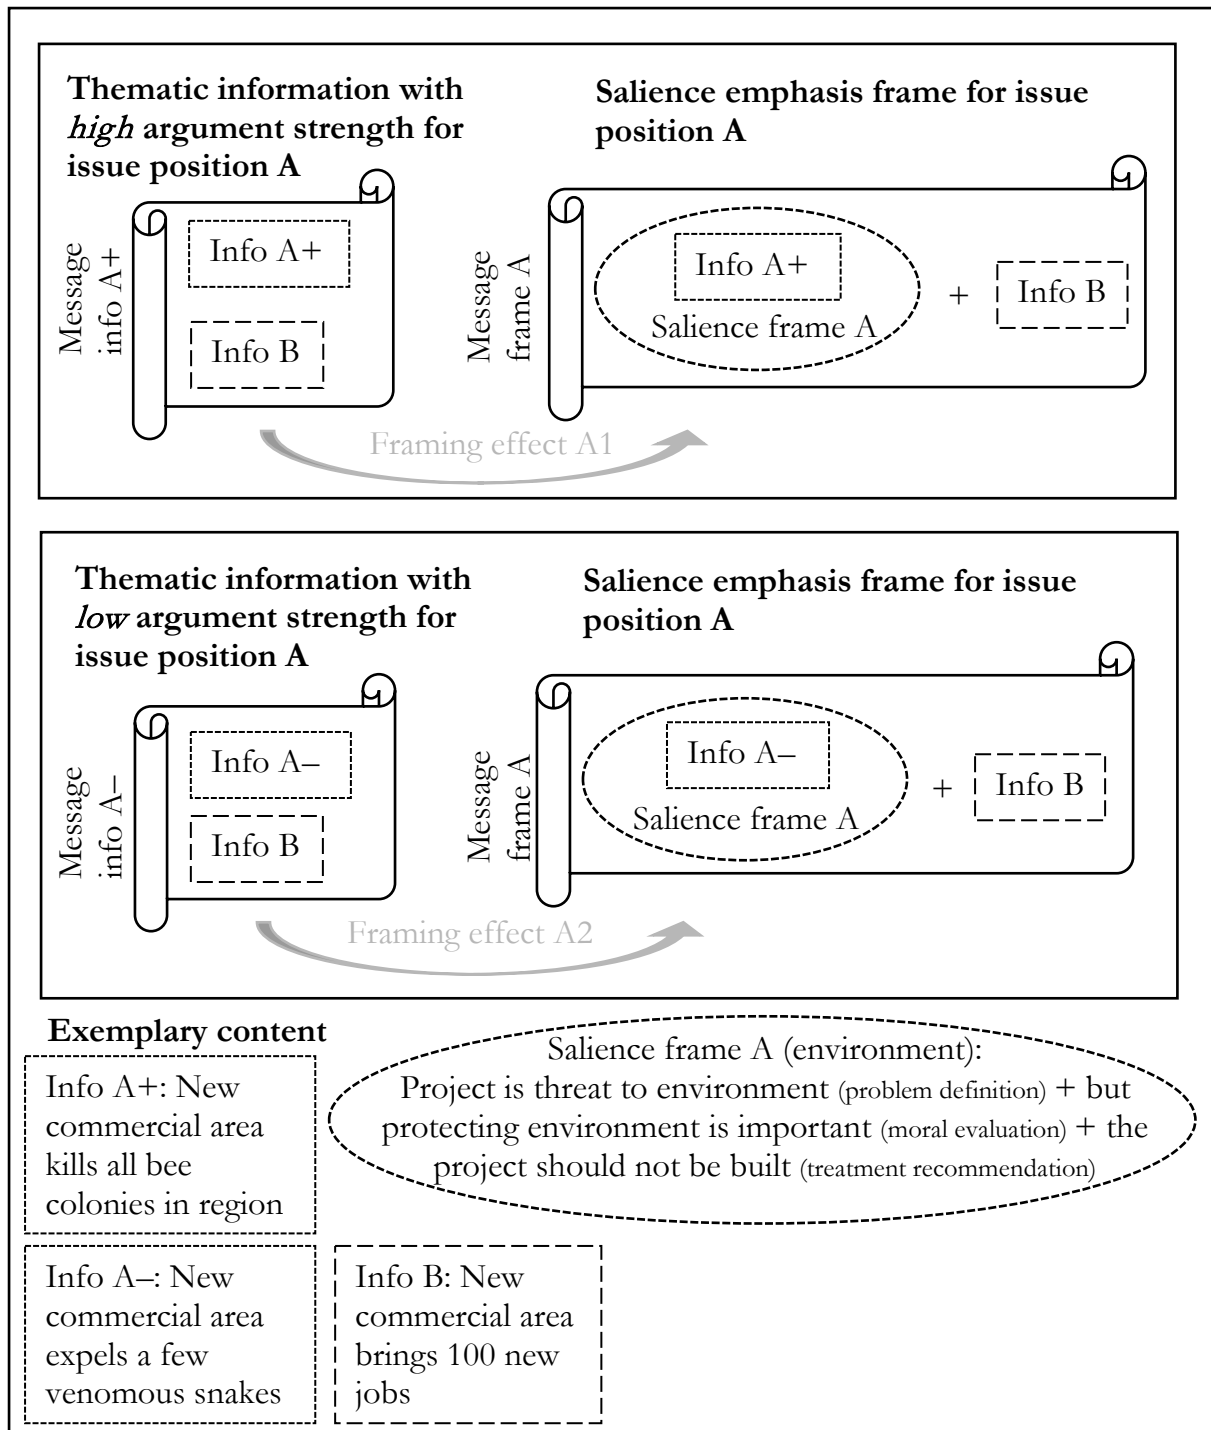 Thematic information with
high argument strength for
issue position A
Salience emphasis frame for issue
position A
Message
info A+
Info A+
Info B
Message
frame A
Info A+
Salience frame A
+
Info B
Framing effect A1
Thematic information with
low argument strength for
issue position A
Salience emphasis frame for issue
position A
Message
info A–
Info A–
Info B
Message
frame A
Info A–
Salience frame A
+
Info B
Framing effect A2
Exemplary content
Info A+: New
commercial area
kills all bee
colonies in region
Salience frame A (environment):
Project is threat to environment (problem definition) + but
protecting environment is important (moral evaluation) + the
project should not be built (treatment recommendation)
Info A–: New
commercial area
expels a few
venomous snakes
Info B: New
commercial area
brings 100 new
jobs